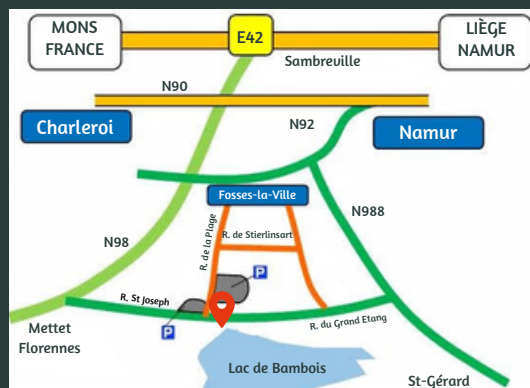 MONS
FRANCE
E42
LIÈGE
NAMUR
Sambreville
N90
Charleroi
N92
Namur
Fosses-la-Ville
R. de la Plage
R. de Stierlinsart
N988
N98
P
R. St Joseph
P
R. du Grand Etang
Mettet
Florennes
Lac de Bambois
St-Gérard